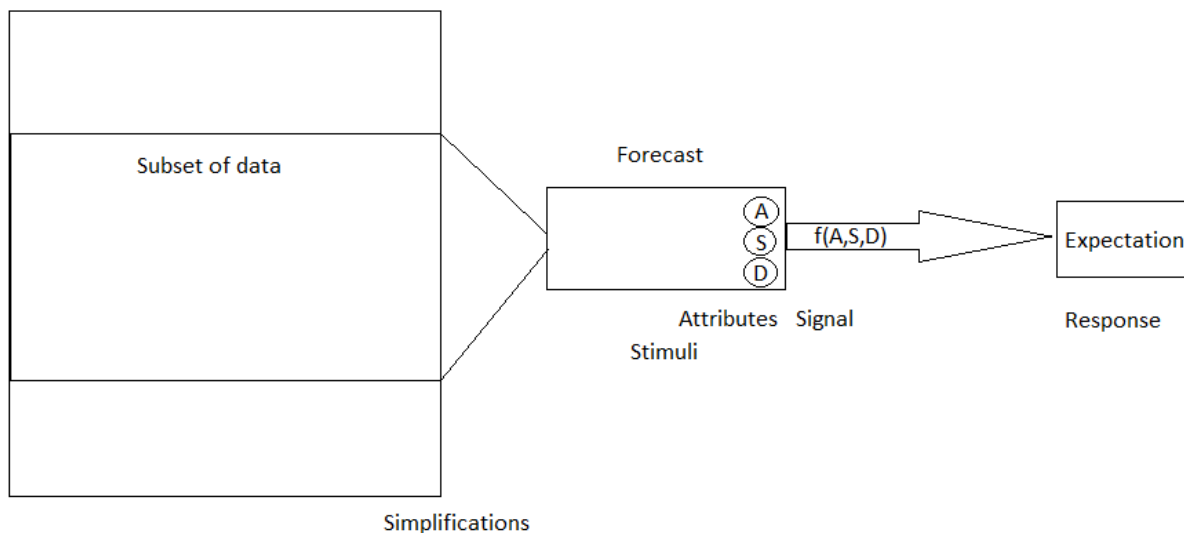 Subset of data
Forecast
A
S
D
f(A,S,D)
Expectation
Attributes Signal
Stimuli
Response
Simplifications